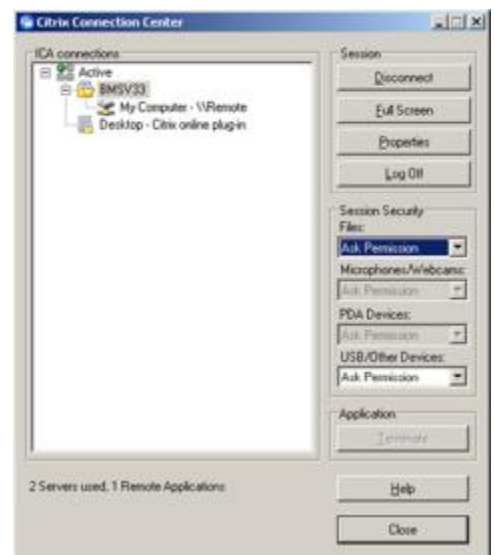 Citrix Connection Center
ICA connections
Active
BMSV33
My Computer - \\Remote
Desktop - Citrix online plug-in
Session
Disconnect
Full Screen
Properties
Log Off
Session Security
Files:
Ask Permission
Microphones/Webcams:
Ask Permission
PDA Devices:
Ask Permission
USB/Other Devices:
Ask Permission
Application
Terminate
2 Servers used, 1 Remote Applications
Help
Close